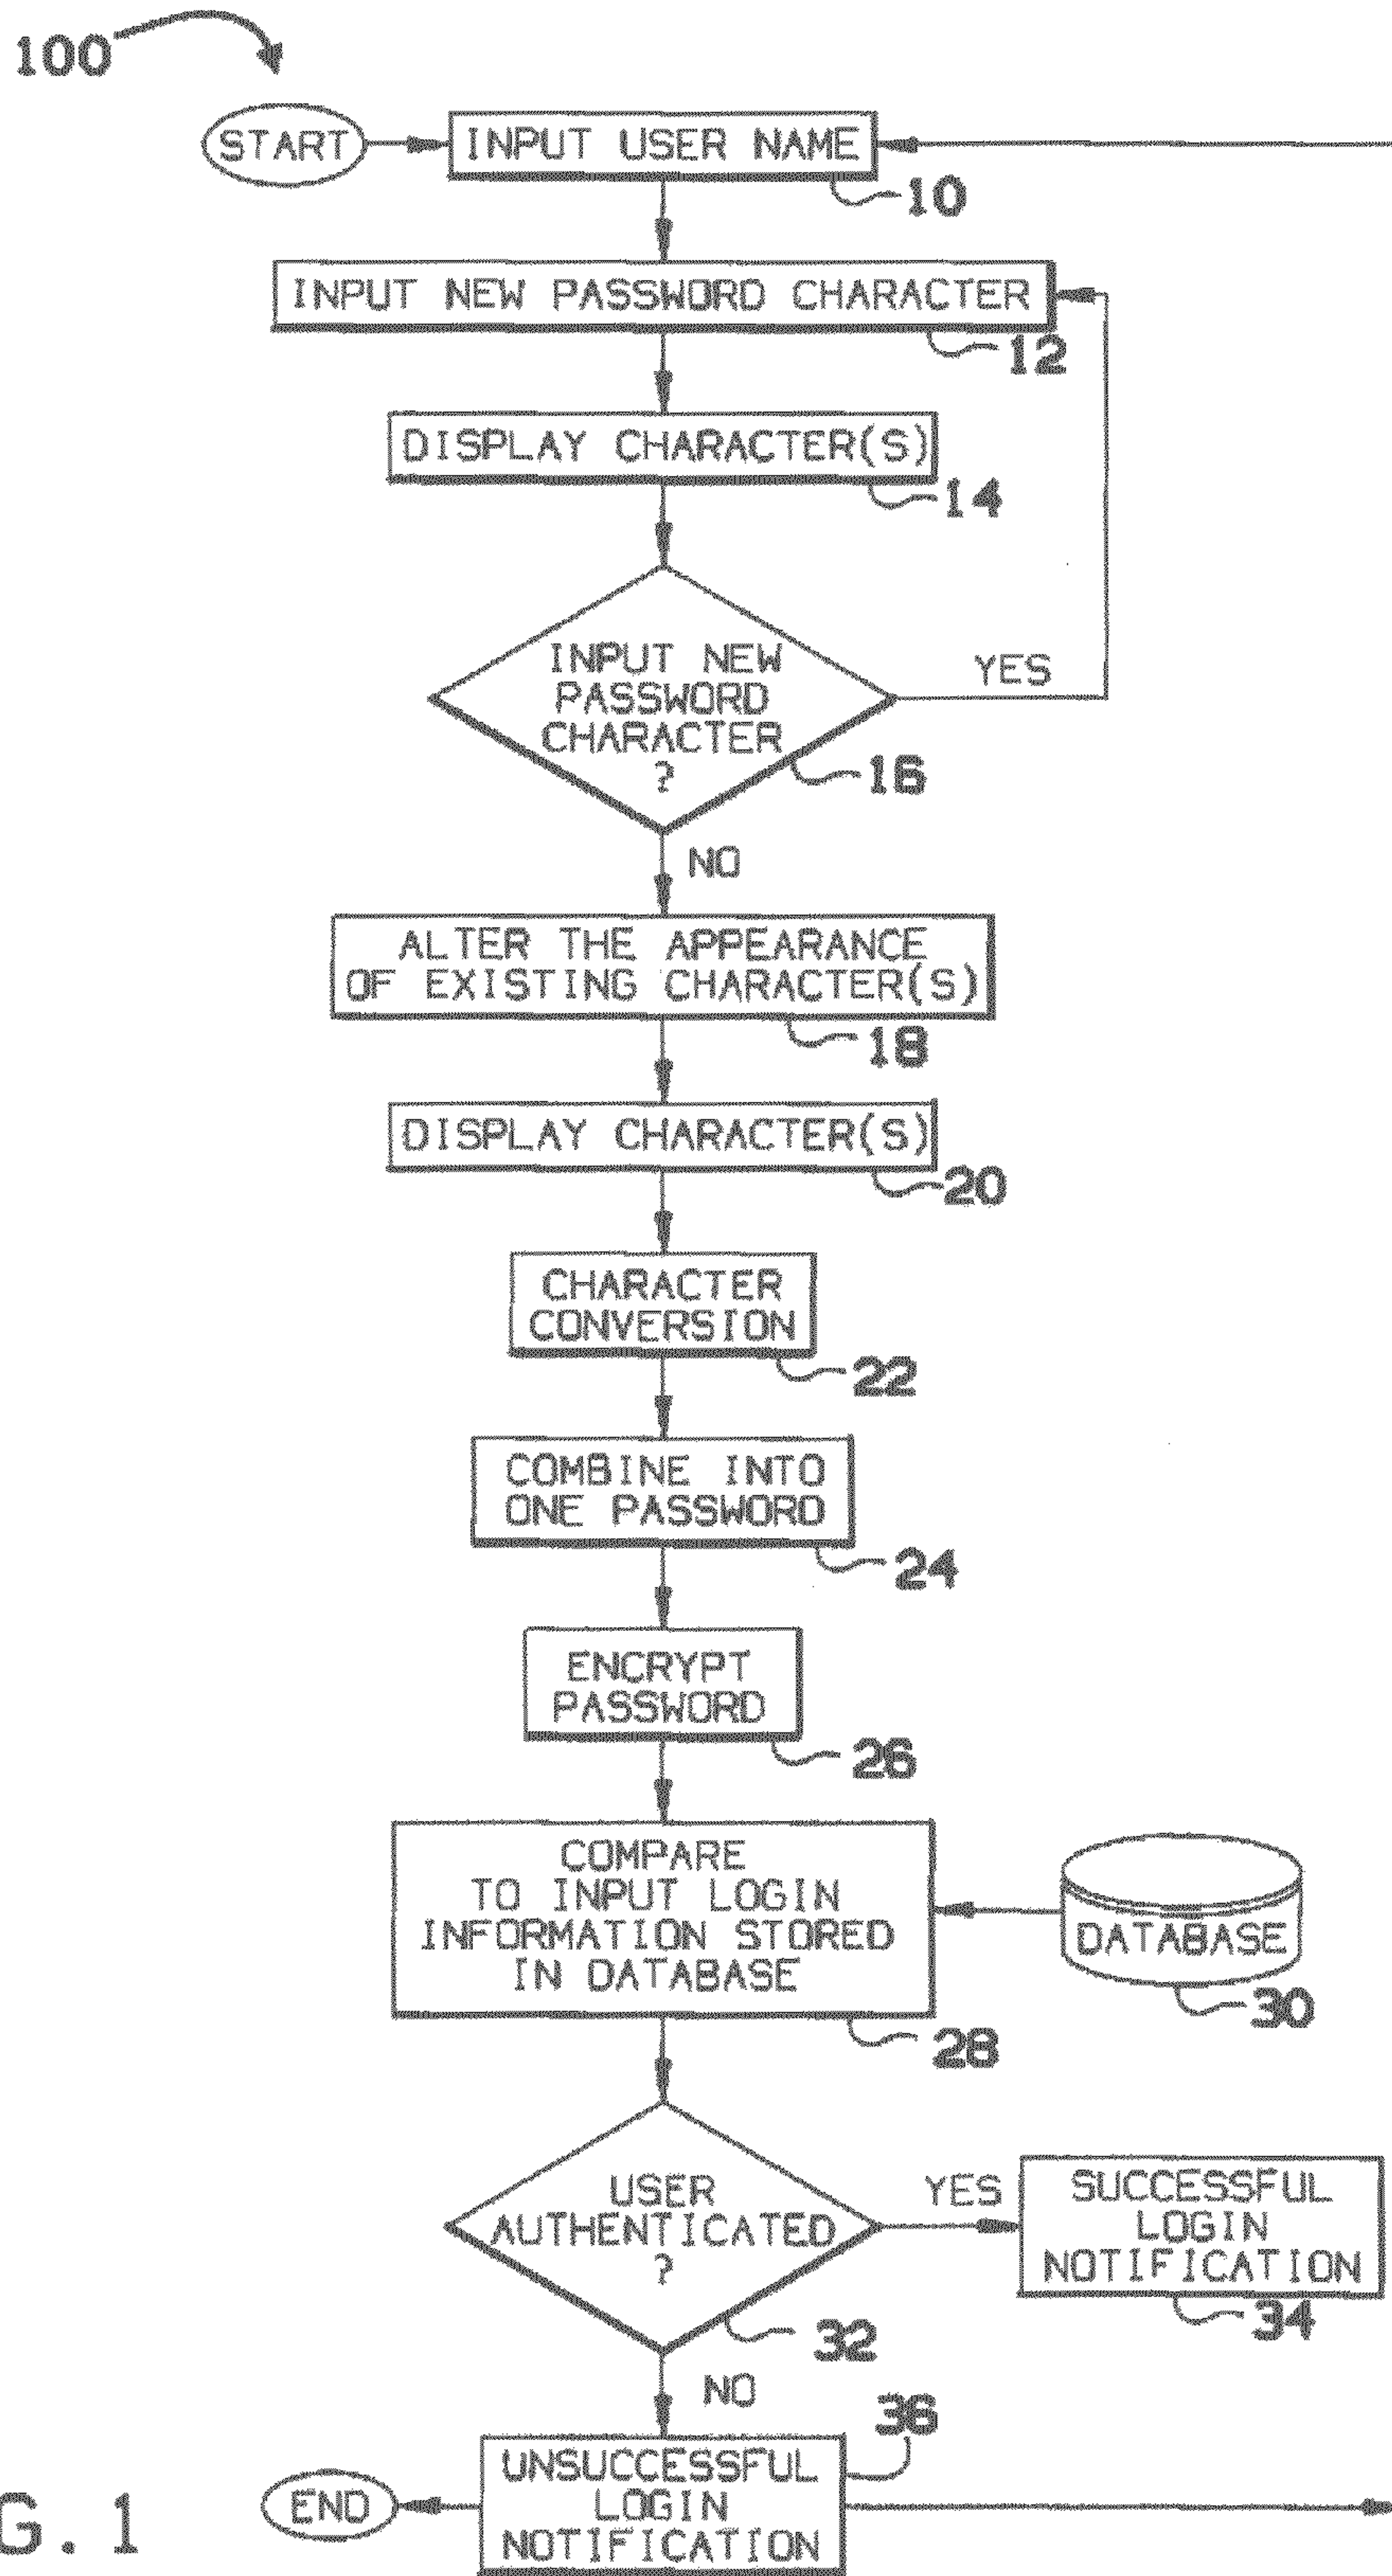 100
START
INPUT USER NAME
10
INPUT NEW PASSWORD CHARACTER
12
DISPLAY CHARACTER(S)
14
INPUT NEW
PASSWORD
CHARACTER
?
YES
16
NO
ALTER THE APPEARANCE
OF EXISTING CHARACTER(S)
18
DISPLAY CHARACTER(S)
20
CHARACTER
CONVERSION
22
COMBINE INTO
ONE PASSWORD
24
ENCRYPT
PASSWORD
26
COMPARE
TO INPUT LOGIN
INFORMATION STORED
IN DATABASE
28
DATABASE
30
USER
AUTHENTICATED
?
32
YES
SUCCESSFUL
LOGIN
NOTIFICATION
34
NO
36
UNSUCCESSFUL
LOGIN
NOTIFICATION
END
G.1